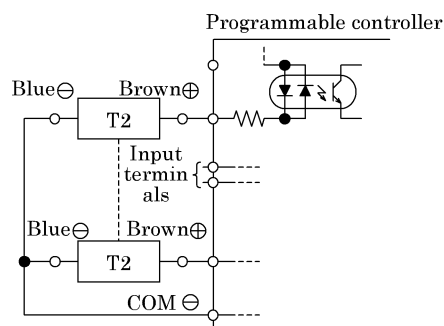 Programmable controller
Blue⊖ Brown⊕
T2
Input
termin
als
Blue⊖ Brown⊕
T2
COM ⊖